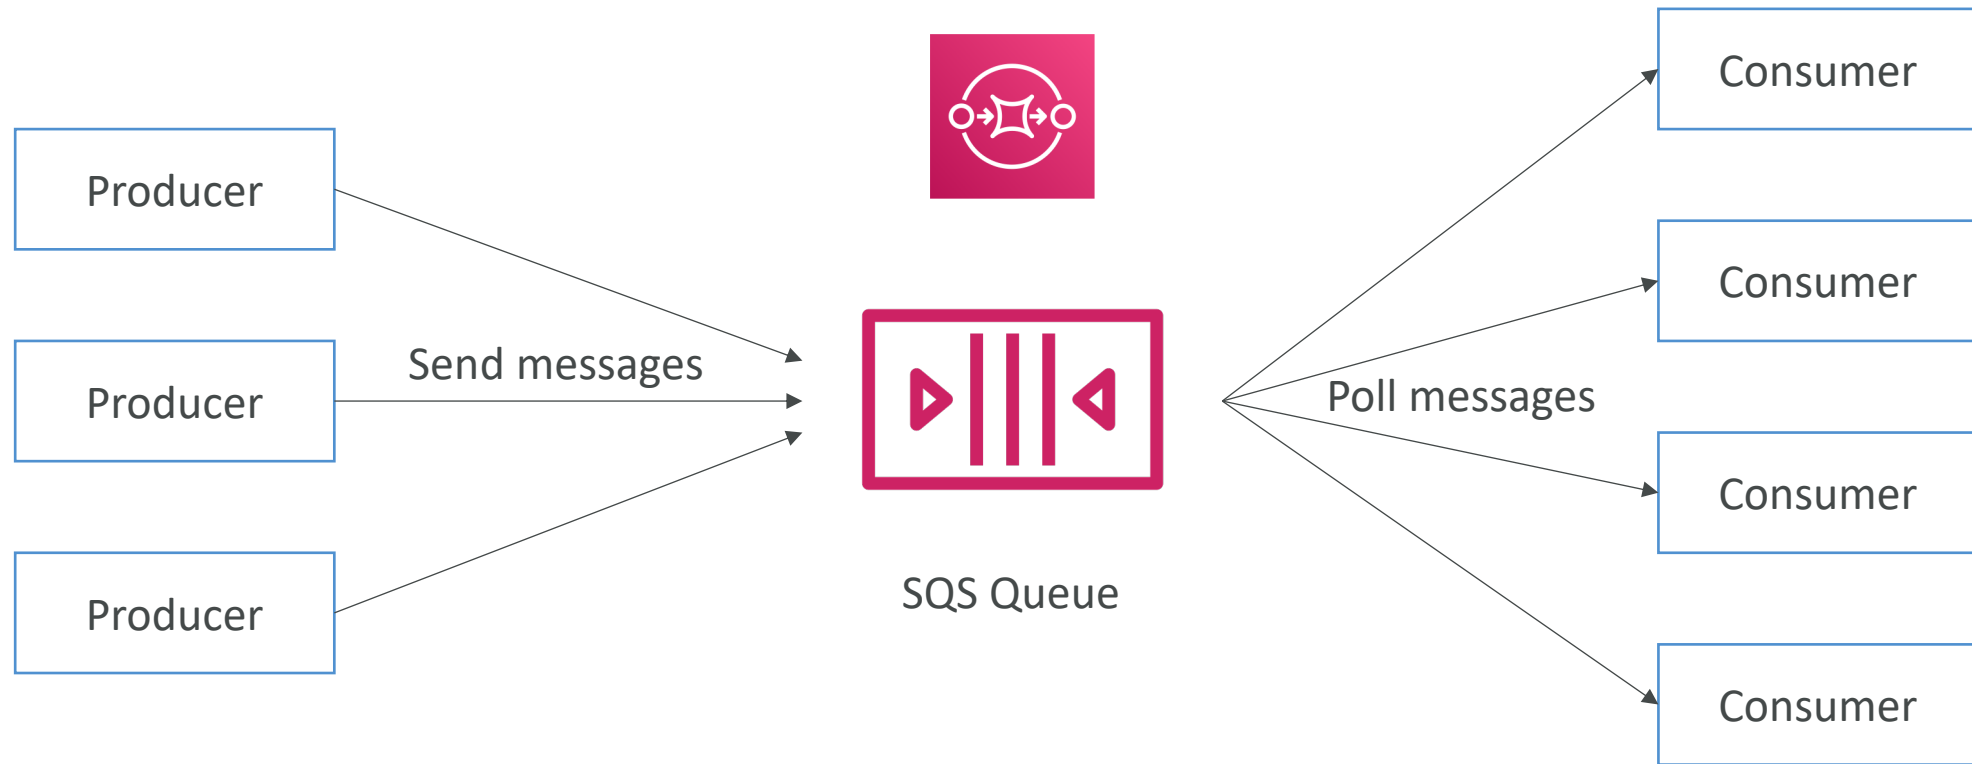 Producer
Producer
Producer
Send messages
SQS Queue
Poll messages
Consumer
Consumer
Consumer
Consumer